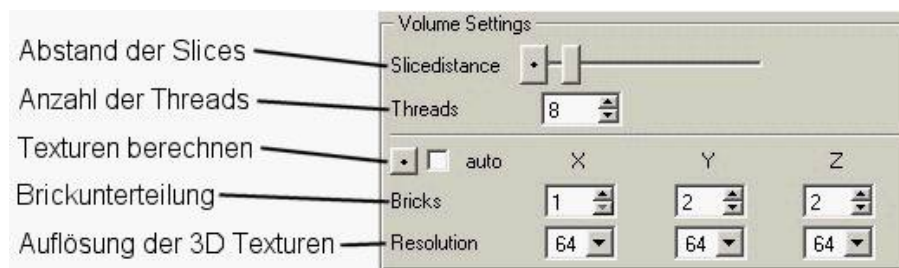 Volume Settings
Abstand der Slices
Slicedistance
Anzahl der Threads
Threads 8
Texturen berechnen
auto X Y Z
Brickunterteilung
Bricks 1 2 2
Auflösung der 3D Texturen
Resolution 64 64 64